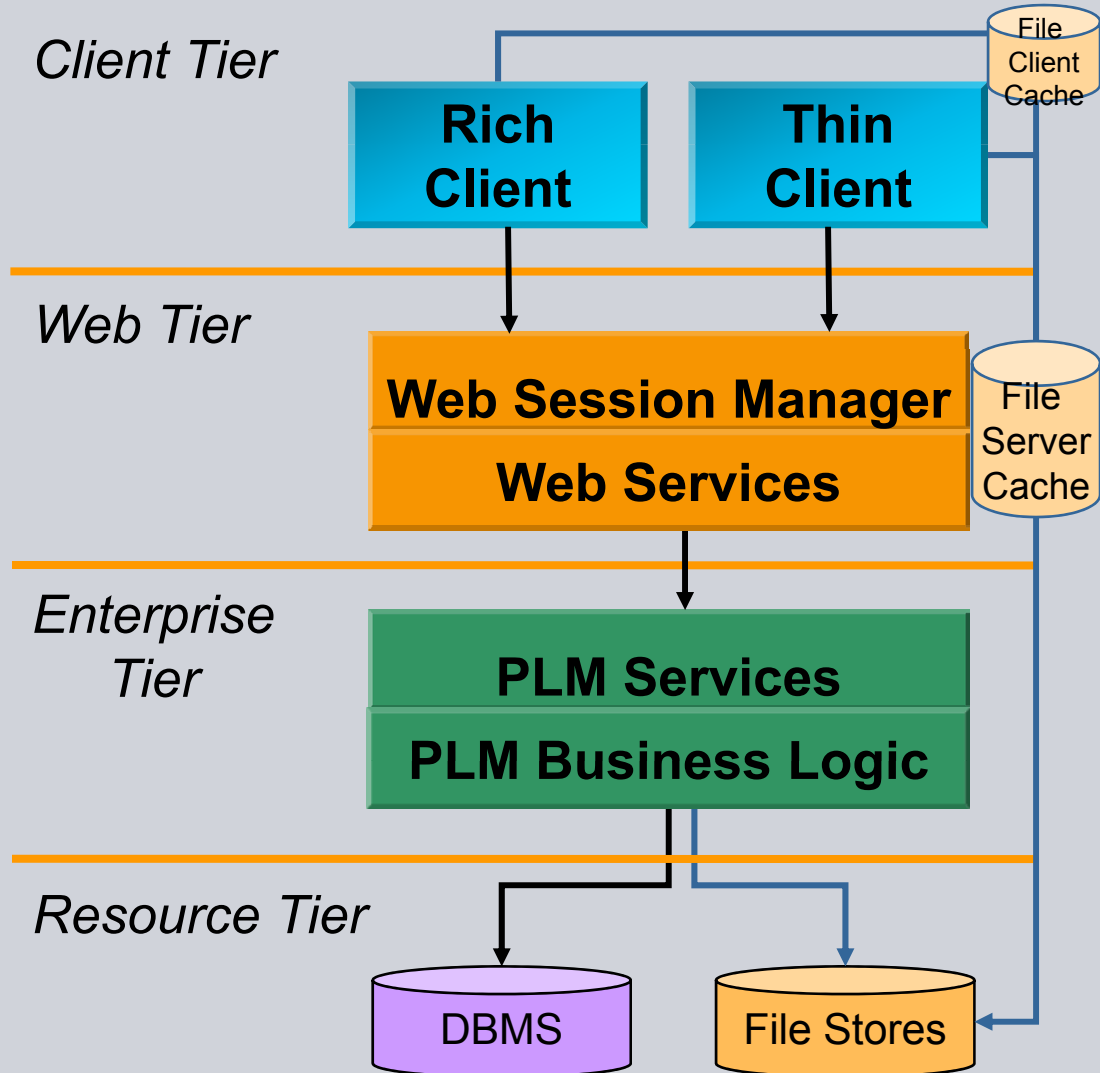 Client Tier
File
Client
Cache
Rich
Client
Thin
Client
Web Tier
Web Session Manager
Web Services
File
Server
Cache
Enterprise
Tier
PLM Services
PLM Business Logic
Resource Tier
DBMS
File Stores